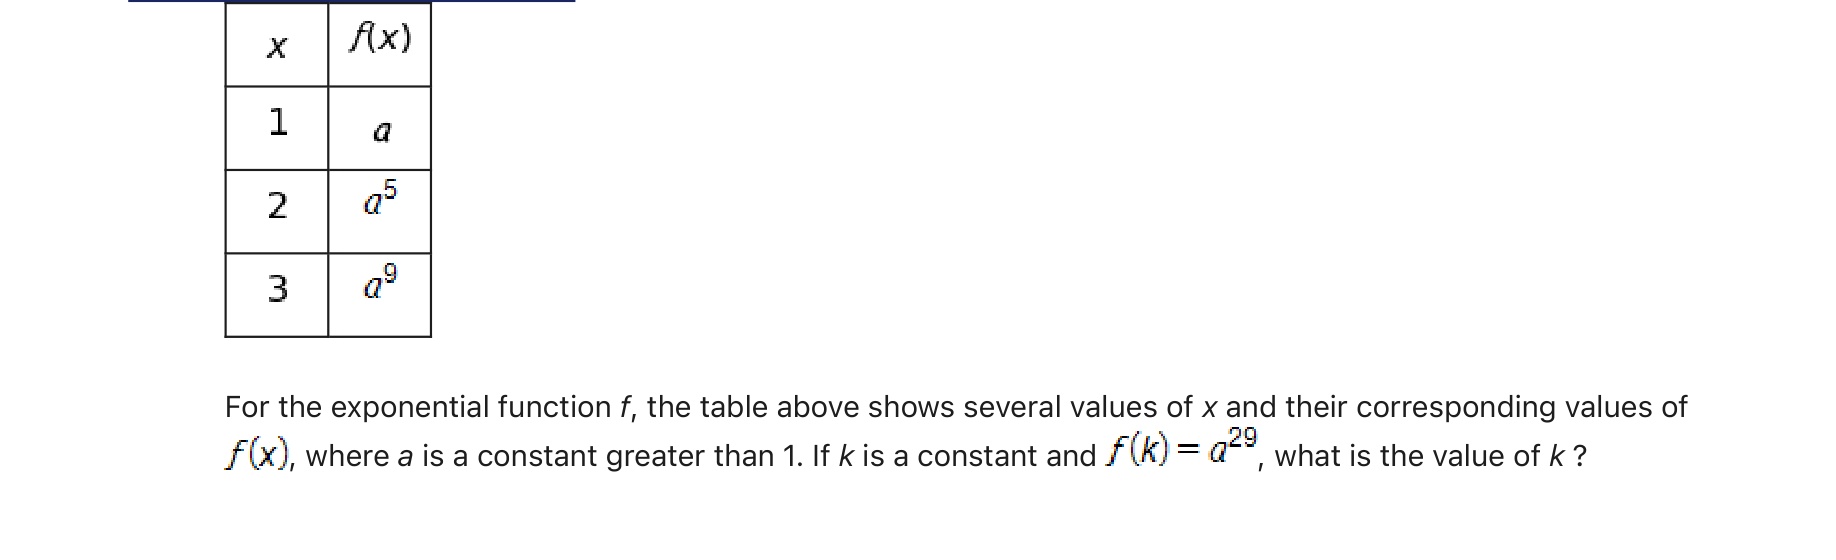 x f(x)
1 a
2 a⁵
3 a⁹
For the exponential function f, the table above shows several values of x and their corresponding values of
f(x), where a is a constant greater than 1. If k is a constant and f(k) = a²⁹, what is the value of k ?